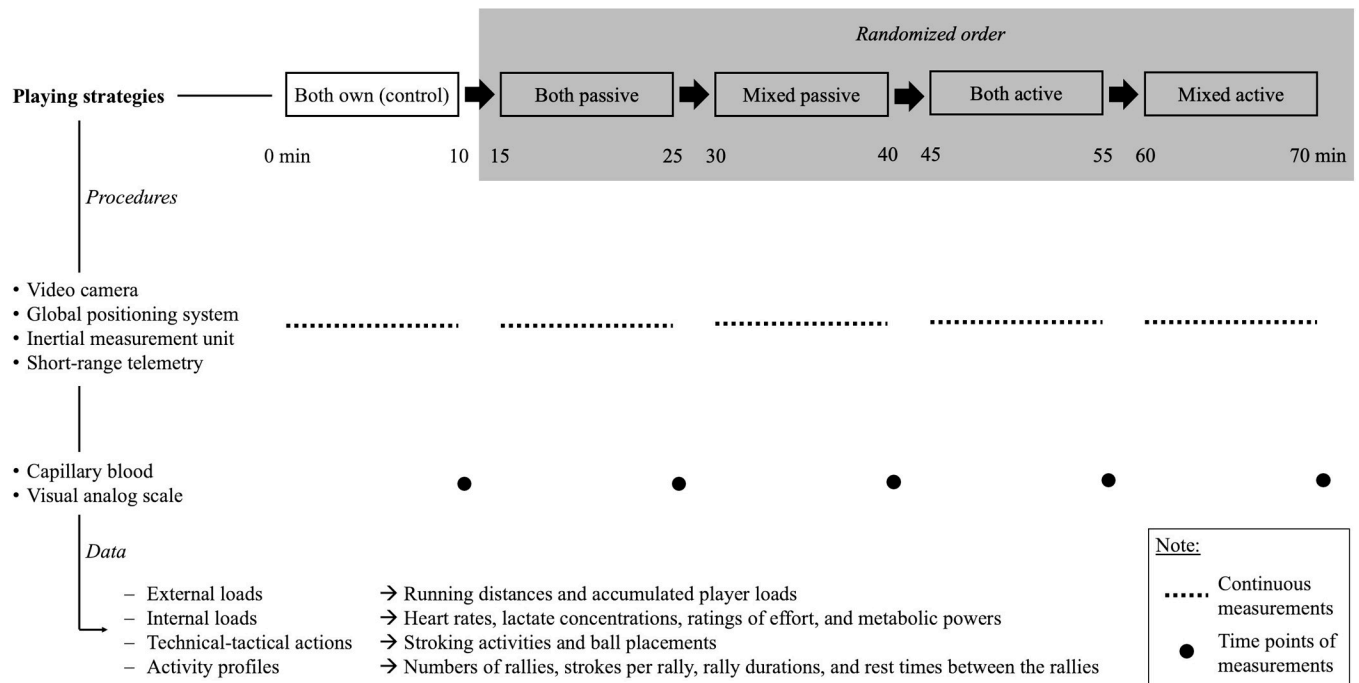 Randomized order
Playing strategies
Both own (control)
Both passive
Mixed passive
Both active
Mixed active
0 min
10
15
25
30
40
45
55
60
70 min
Procedures
• Video camera
• Global positioning system
• Inertial measurement unit
• Short-range telemetry
• Capillary blood
• Visual analog scale
Data
– External loads → Running distances and accumulated player loads
– Internal loads → Heart rates, lactate concentrations, ratings of effort, and metabolic powers
– Technical-tactical actions → Stroking activities and ball placements
– Activity profiles → Numbers of rallies, strokes per rally, rally durations, and rest times between the rallies
Note:
Continuous
measurements
Time points of
measurements